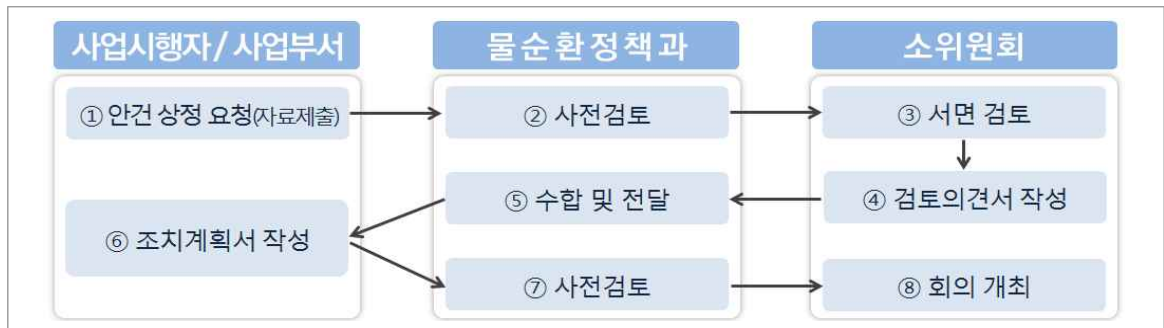 사업시행자 / 사업부서
물순환정책과
소위원회
① 안건 상정 요청(자료제출)
② 사전검토
③ 서면 검토
④ 검토의견서 작성
⑤ 수합 및 전달
⑥ 조치계획서 작성
⑦ 사전검토
⑧ 회의 개최